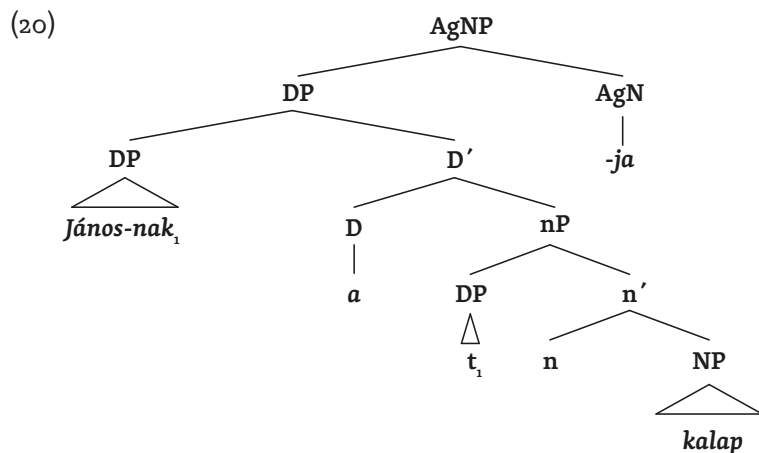 (20)
AgNP
DP AgN
DP D′ -ja
János-nak₁ D nP
a DP n′
t₁ n NP
kalap